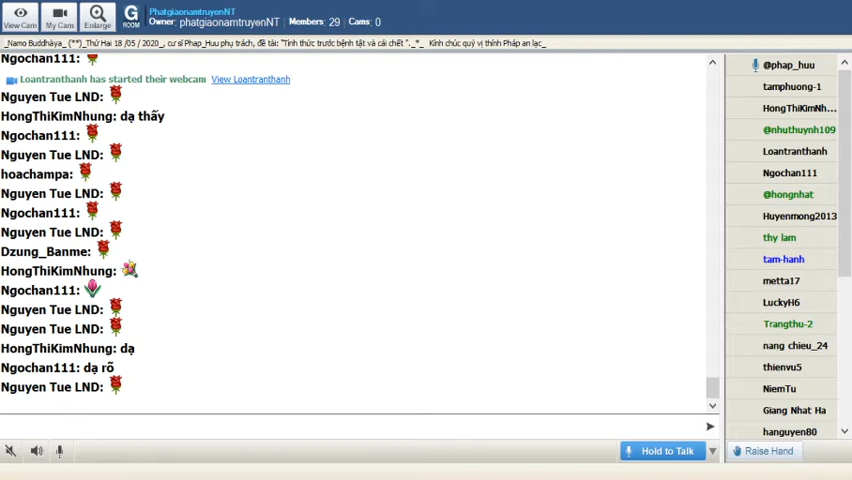 View Cam
My Cam
Enlarge
G
ROOM
PhatgiaonamtruyenNT
Owner: phatgiaonamtruyenNT Members: 29 Cams: 0
_Namo Buddhàya_ (**)_Thứ Hai 18 /05 / 2020_, cư sĩ Phap_Huu phụ trách, đề tài: "Tỉnh thức trước bệnh tật và cái chết "._*_ Kính chúc quý vị thính Pháp an lạc_
Ngochan111:
Loantranthanh has started their webcam View Loantranthanh
Nguyen Tue LND:
HongThiKimNhung: dạ thấy
Ngochan111:
Nguyen Tue LND:
hoachampa:
Nguyen Tue LND:
Ngochan111:
Nguyen Tue LND:
Dzung_Banme:
HongThiKimNhung:
Ngochan111:
Nguyen Tue LND:
Nguyen Tue LND:
HongThiKimNhung: dạ
Ngochan111: dạ rõ
Nguyen Tue LND:
Hold to Talk
@phap_huu
tamphuong-1
HongThiKimNh...
@nhuthuynh109
Loantranthanh
Ngochan111
@hongnhat
Huyenmong2013
thy lam
tam-hanh
metta17
LuckyH6
Trangthu-2
nang chieu_24
thienvu5
NiemTu
Giang Nhat Ha
hanguyen80
Raise Hand